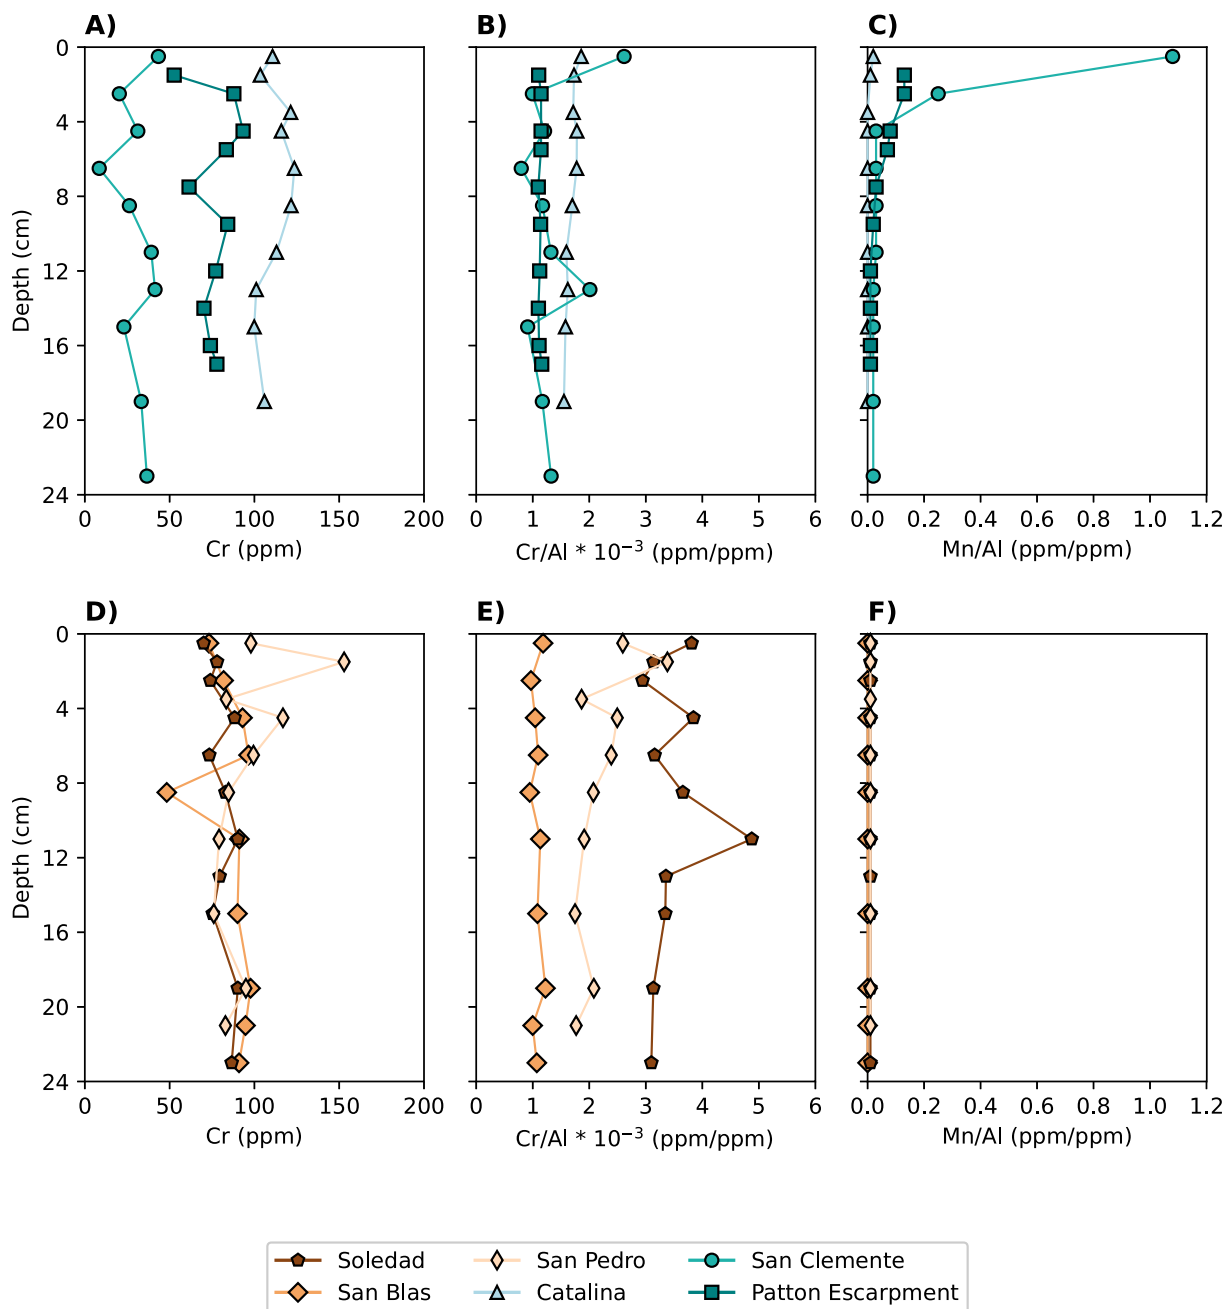 A) B) C)
0
4
8
12
16
20
24
Depth (cm)
0 50 100 150 200
0 1 2 3 4 5 6
0.0 0.2 0.4 0.6 0.8 1.0 1.2
Cr (ppm) Cr/Al * 10⁻³ (ppm/ppm) Mn/Al (ppm/ppm)
D) E) F)
0
4
8
12
16
20
24
Depth (cm)
0 50 100 150 200
0 1 2 3 4 5 6
0.0 0.2 0.4 0.6 0.8 1.0 1.2
Cr (ppm) Cr/Al * 10⁻³ (ppm/ppm) Mn/Al (ppm/ppm)
Soledad San Pedro San Clemente
San Blas Catalina Patton Escarpment